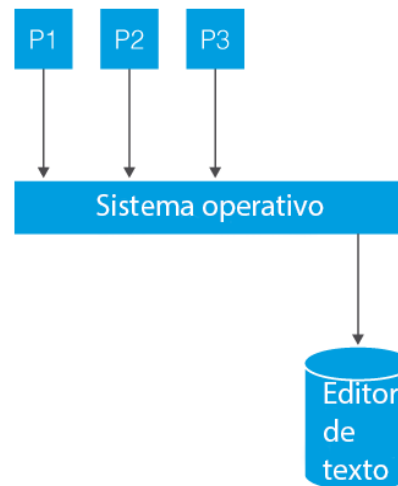 P1 P2 P3
Sistema operativo
Editor
de
texto